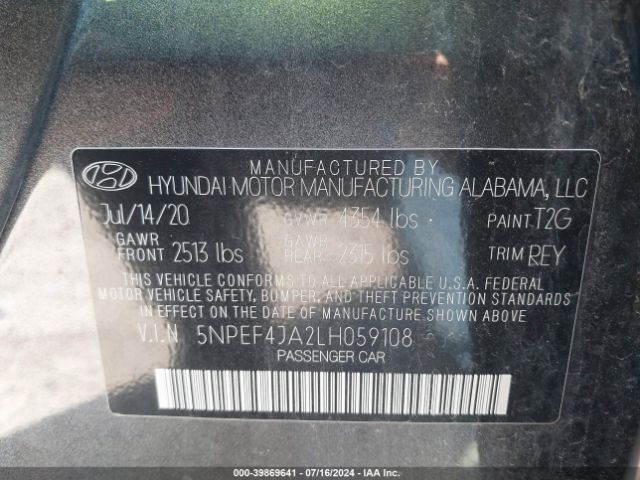 MANUFACTURED BY
HYUNDAI MOTOR MANUFACTURING ALABAMA, LLC
Jul/14/20 GVWR 4354 lbs PAINT T2G
GAWR FRONT 2513 lbs GAWR REAR 2315 lbs TRIM REY
THIS VEHICLE CONFORMS TO ALL APPLICABLE U.S.A. FEDERAL
MOTOR VEHICLE SAFETY, BUMPER, AND THEFT PREVENTION STANDARDS
IN EFFECT ON THE DATE OF MANUFACTURE SHOWN ABOVE.
V.I.N 5NPEF4JA2LH059108
PASSENGER CAR
000-39869641 / 07/16/2024 - IAA Inc.